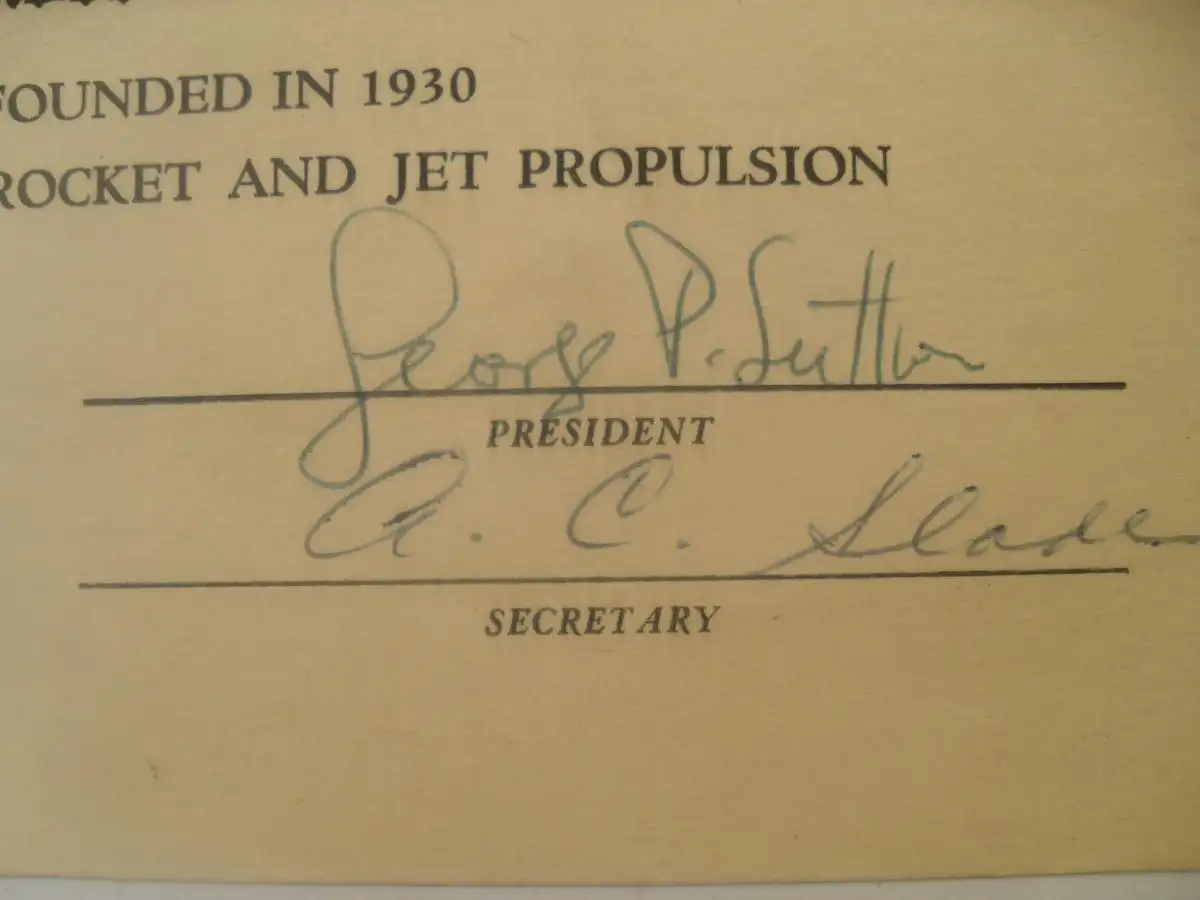 FOUNDED IN 1930
ROCKET AND JET PROPULSION
George P. Sutton
PRESIDENT
A. C. Slade
SECRETARY